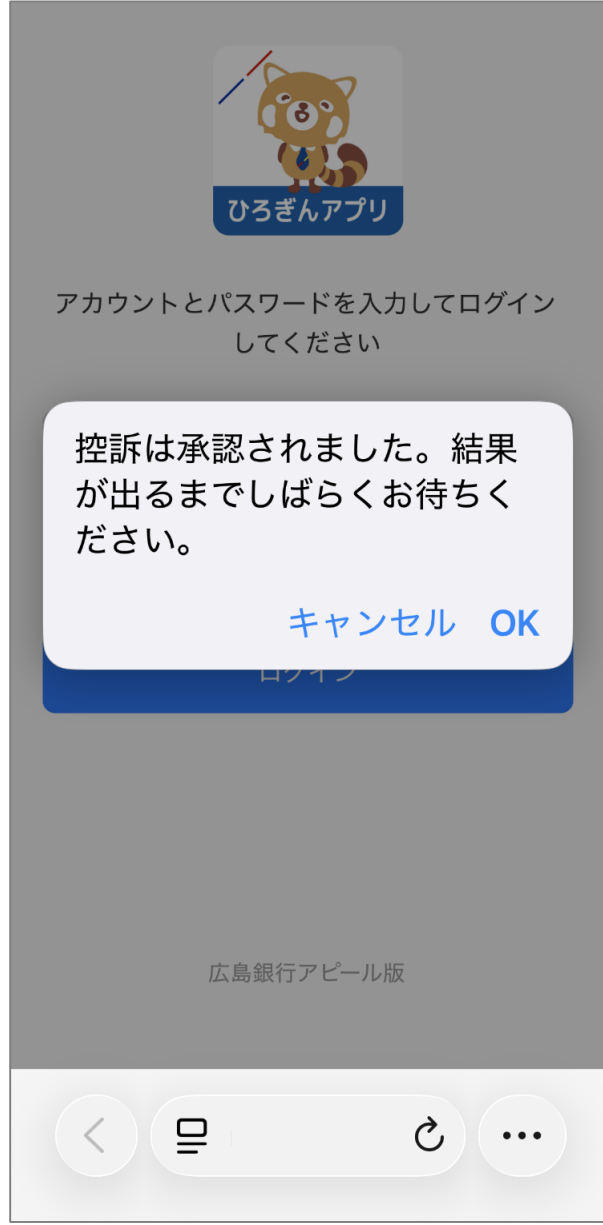 ひろぎんアプリ
アカウントとパスワードを入力してログイン
してください
控訴は承認されました。結果
が出るまでしばらくお待ちく
ださい。
キャンセル OK
ログイン
広島銀行アピール版